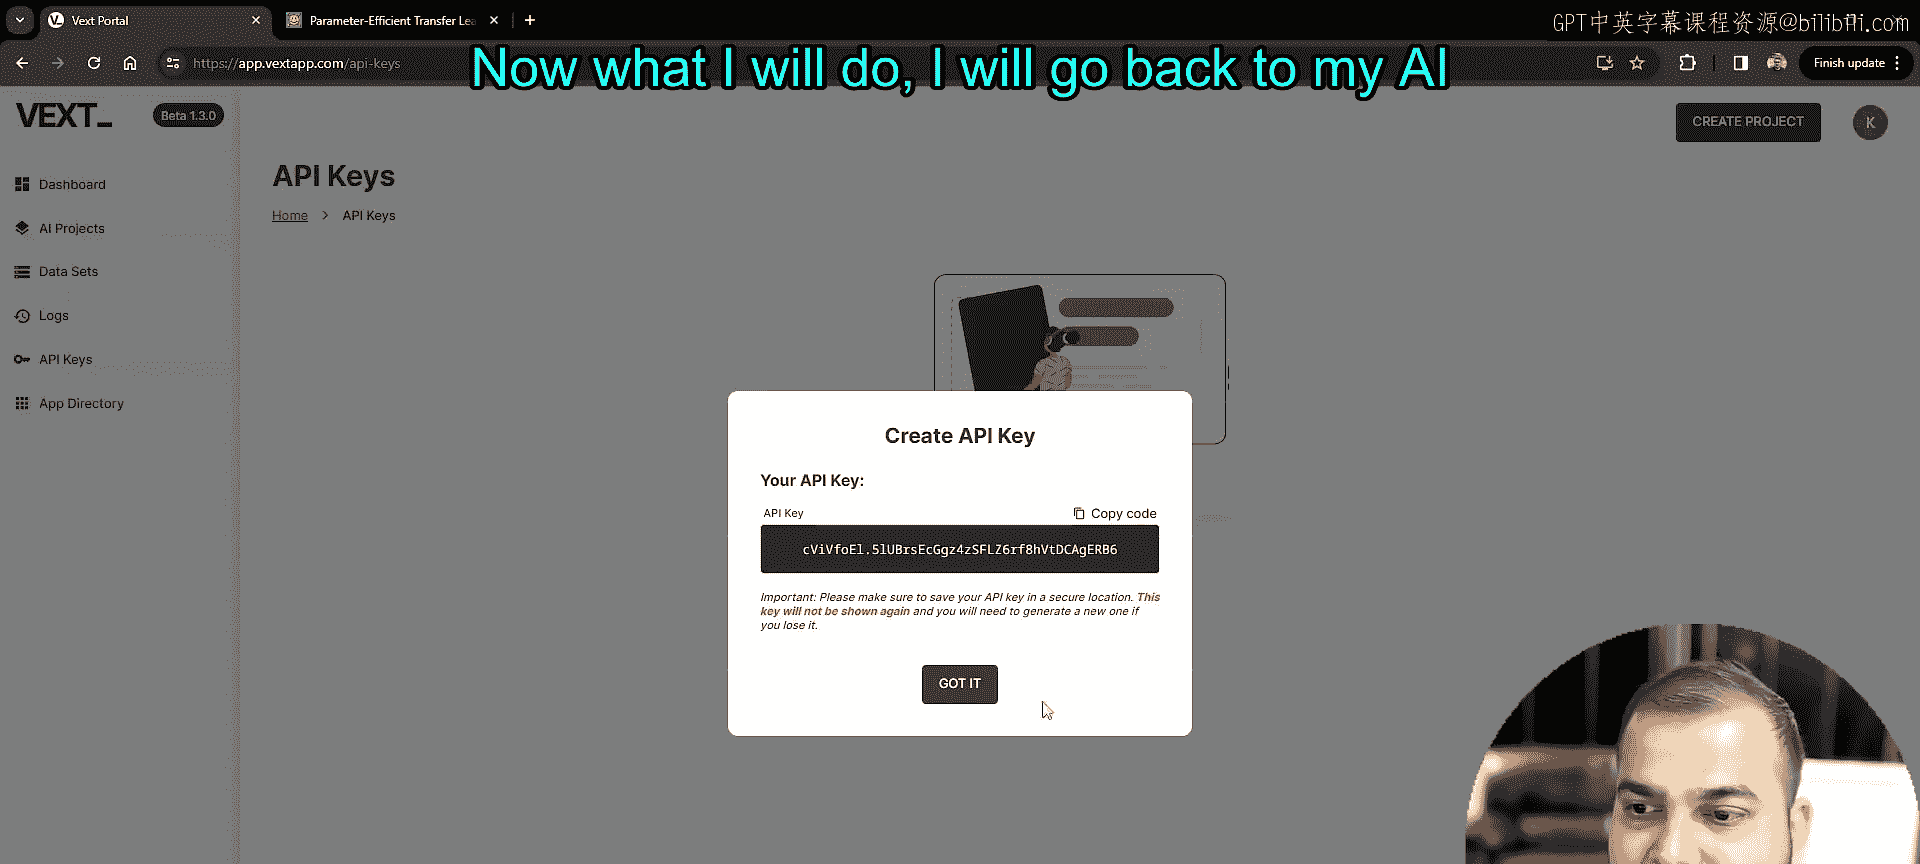 Vext Portal
Parameter-Efficient Transfer Lea
GPT中英字幕课程资源@bilibili.com
https://app.vextapp.com/api-keys
Now what I will do, I will go back to my AI
Finish update
VEXT_
Beta 1.3.0
CREATE PROJECT
K
Dashboard
AI Projects
Data Sets
Logs
API Keys
App Directory
API Keys
Home > API Keys
Create API Key
Your API Key:
API Key
Copy code
cViVfoEl.5lUBrsEcGgz4zSFLZ6rf8hVtDCAgERB6
Important: Please make sure to save your API key in a secure location. This
key will not be shown again and you will need to generate a new one if
you lose it.
GOT IT